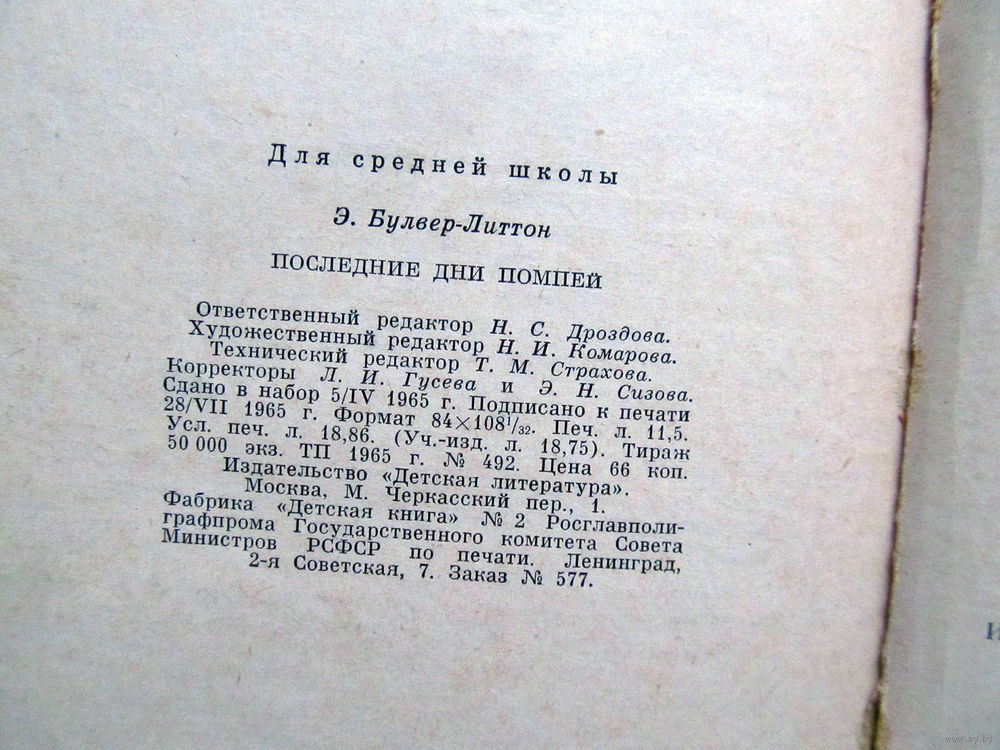 Для средней школы
Э. Булвер-Литтон
ПОСЛЕДНИЕ ДНИ ПОМПЕЙ
Ответственный редактор Н. С. Дроздова.
Художественный редактор Н. И. Комарова.
Технический редактор Т. М. Страхова.
Корректоры Л. И. Гусева и Э. Н. Сизова.
Сдано в набор 5/IV 1965 г. Подписано к печати
28/VII 1965 г. Формат 84×108¹/₃₂. Печ. л. 11,5.
Усл. печ. л. 18,86. (Уч.-изд. л. 18,75). Тираж
50 000 экз. ТП 1965 г. № 492. Цена 66 коп.
Издательство «Детская литература».
Москва, М. Черкасский пер., 1.
Фабрика «Детская книга» № 2 Росглавполи-
графпрома Государственного комитета Совета
Министров РСФСР по печати. Ленинград,
2-я Советская, 7. Заказ № 577.
И
www.ay.by